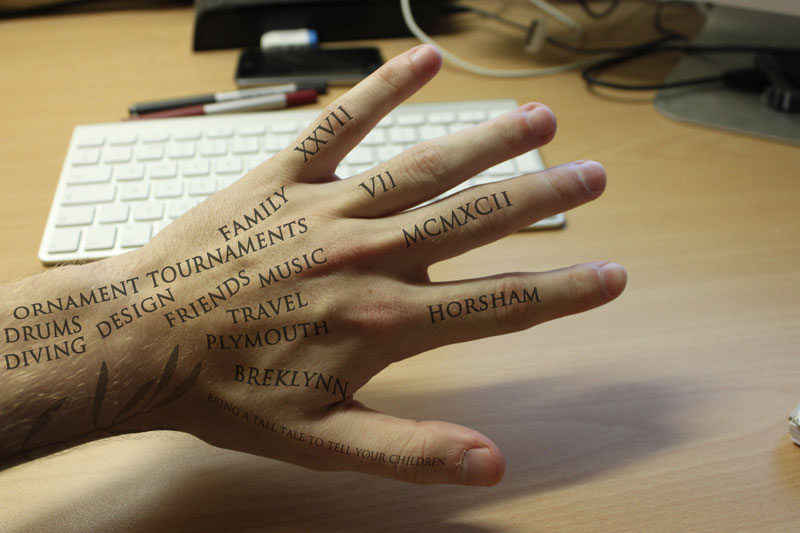 XXVII
VII
MCMXCII
HORSHAM
FAMILY
TOURNAMENTS
ORNAMENT
DRUMS
DESIGN
FRIENDS
MUSIC
DIVING
TRAVEL
PLYMOUTH
BREKLYNN
BRING A TALL TALE TO TELL YOUR CHILDREN